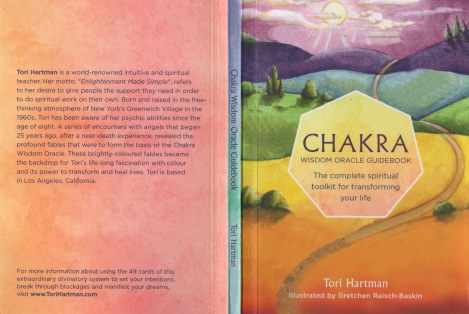 Tori Hartman is a world-renowned intuitive and spiritual
teacher. Her motto, "Enlightenment Made Simple", refers
to her desire to give people the support they need in order
to do spiritual work on their own. Born and raised in the free-
thinking atmosphere of New York's Greenwich Village in the
1960s, Tori has been aware of her psychic abilities since the
age of eight. A series of encounters with angels that began
25 years ago, after a near-death experience, revealed the
profound fables that were to form the basis of the Chakra
Wisdom Oracle. These brightly-coloured fables became
the backdrop for Tori's life-long fascination with colour
and its power to transform and heal lives. Tori is based
in Los Angeles, California.
For more information about using the 49 cards of this
extraordinary divinatory system to set your intentions,
break through blockages and manifest your dreams,
visit www.ToriHartman.com
Chakra Wisdom Oracle Guidebook
Tori Hartman
CHAKRA
WISDOM ORACLE GUIDEBOOK
The complete spiritual
toolkit for transforming
your life
Tori Hartman
Illustrated by Gretchen Raisch-Baskin